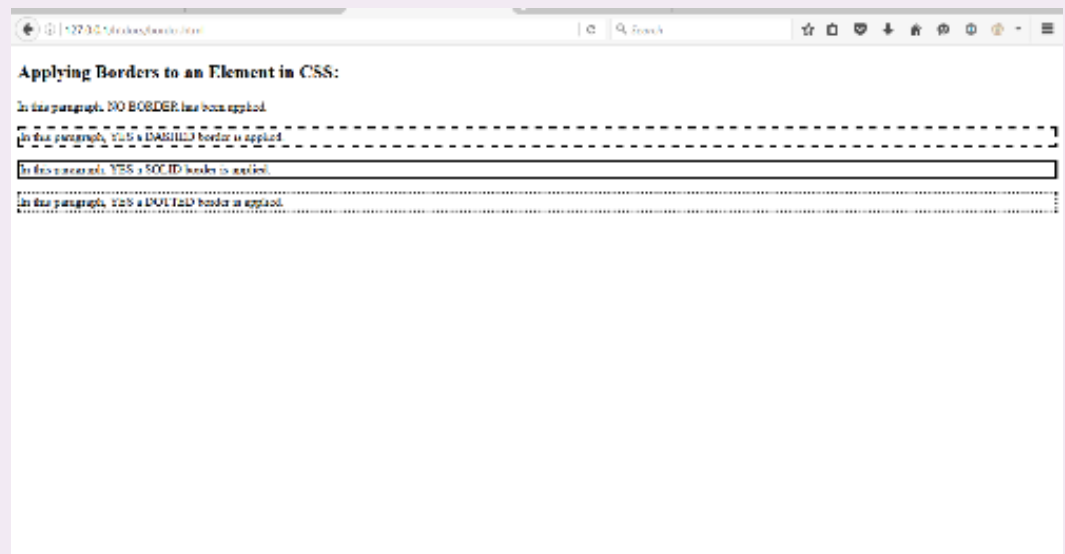 Search
Applying Borders to an Element in CSS:
In this paragraph, NO BORDER has been applied.
In this paragraph, YES a DASHED border is applied.
In this paragraph, YES a SOLID border is applied.
In this paragraph, YES a DOTTED border is applied.